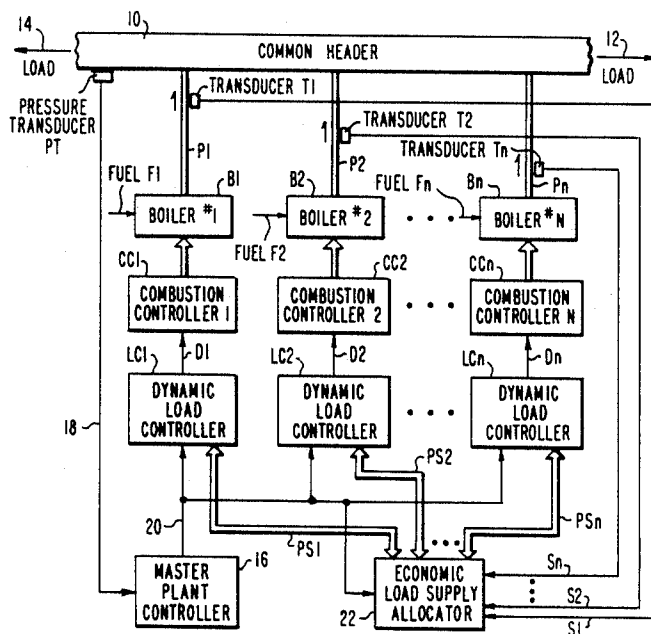 14
10
12
COMMON HEADER
LOAD
LOAD
PRESSURE
TRANSDUCER
PT
1
TRANSDUCER T1
1
TRANSDUCER T2
TRANSDUCER Tn
1
P1
P2
Pn
FUEL F1
B1
B2
FUEL Fn
Bn
BOILER #1
BOILER #2
BOILER #N
FUEL F2
CC1
CC2
CCn
COMBUSTION
CONTROLLER 1
COMBUSTION
CONTROLLER 2
COMBUSTION
CONTROLLER N
LC1
D1
LC2
D2
LCn
Dn
DYNAMIC
LOAD
CONTROLLER
DYNAMIC
LOAD
CONTROLLER
DYNAMIC
LOAD
CONTROLLER
18
PS2
20
PS1
PSn
16
MASTER
PLANT
CONTROLLER
ECONOMIC
LOAD SUPPLY
ALLOCATOR
22
Sn
S2
S1